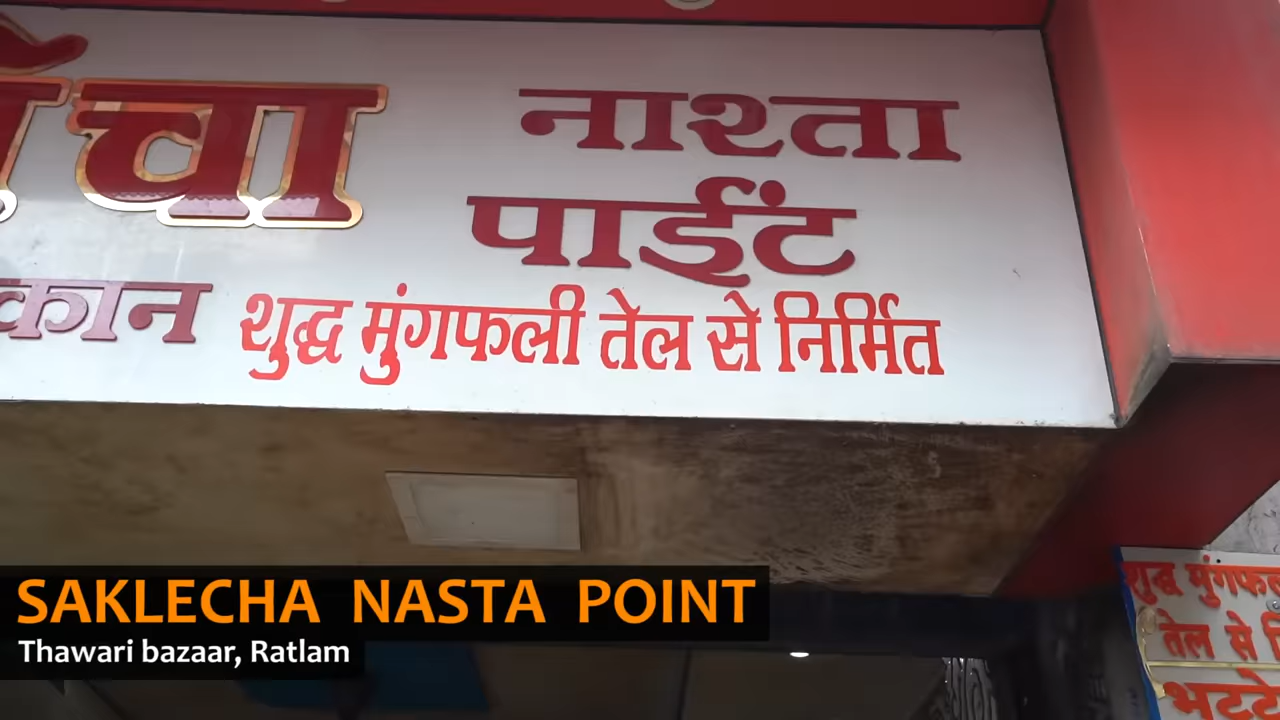 नाश्ता
पाईंट
शुद्ध मुंगफली तेल से निर्मित
SAKLECHA NASTA POINT
Thawari bazaar, Ratlam
शुद्ध
तेल से